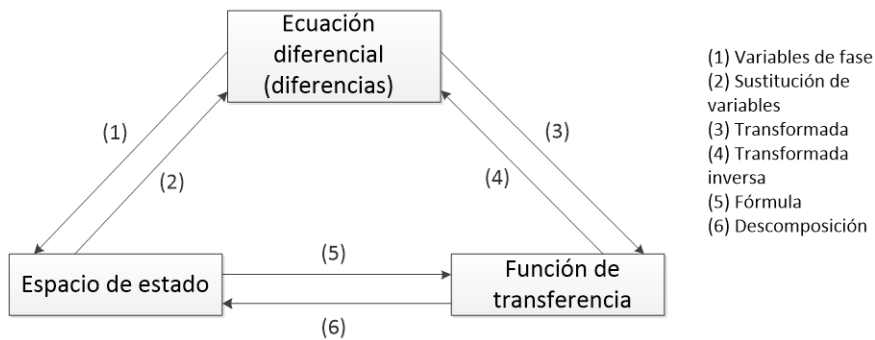 Ecuación
diferencial
(diferencias)
(1)
(2)
(3)
(4)
Espacio de estado
(5)
(6)
Función de
transferencia
(1) Variables de fase
(2) Sustitución de
variables
(3) Transformada
(4) Transformada
inversa
(5) Fórmula
(6) Descomposición